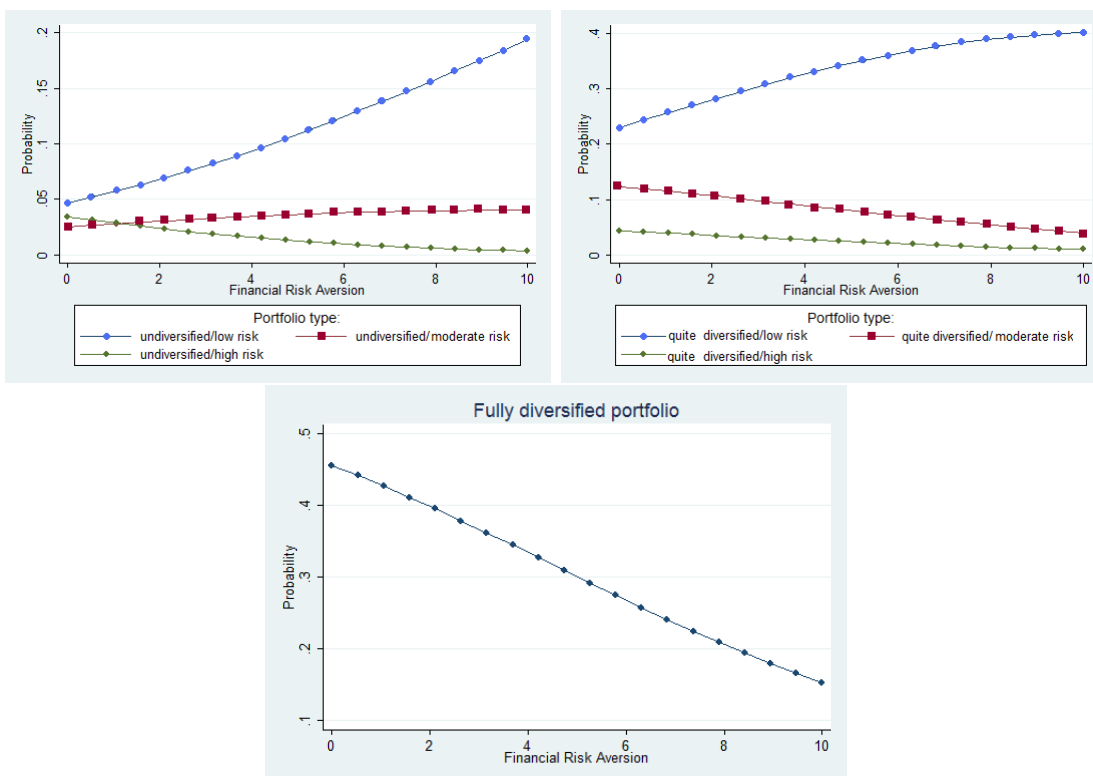 .2
.15
.1
.05
0
Probability
0 2 4 6 8 10
Financial Risk Aversion
Portfolio type:
undiversified/low risk undiversified/moderate risk
undiversified/high risk
.4
.3
.2
.1
0
Probability
0 2 4 6 8 10
Financial Risk Aversion
Portfolio type:
quite diversified/low risk quite diversified/ moderate risk
quite diversified/high risk
Fully diversified portfolio
.5
.4
.3
.2
.1
Probability
0 2 4 6 8 10
Financial Risk Aversion